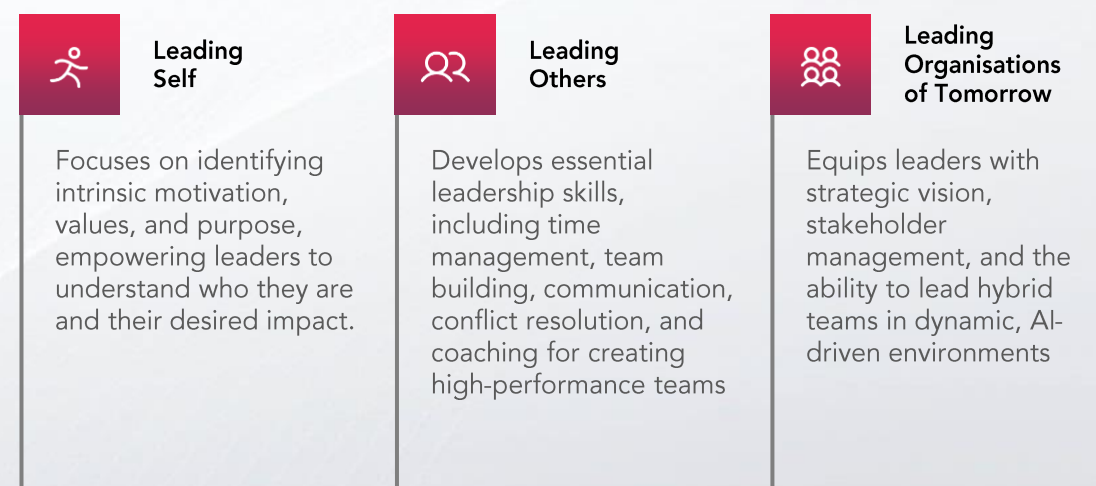 Leading
Self
Focuses on identifying
intrinsic motivation,
values, and purpose,
empowering leaders to
understand who they are
and their desired impact.
Leading
Others
Develops essential
leadership skills,
including time
management, team
building, communication,
conflict resolution, and
coaching for creating
high-performance teams
Leading
Organisations
of Tomorrow
Equips leaders with
strategic vision,
stakeholder
management, and the
ability to lead hybrid
teams in dynamic, AI-
driven environments